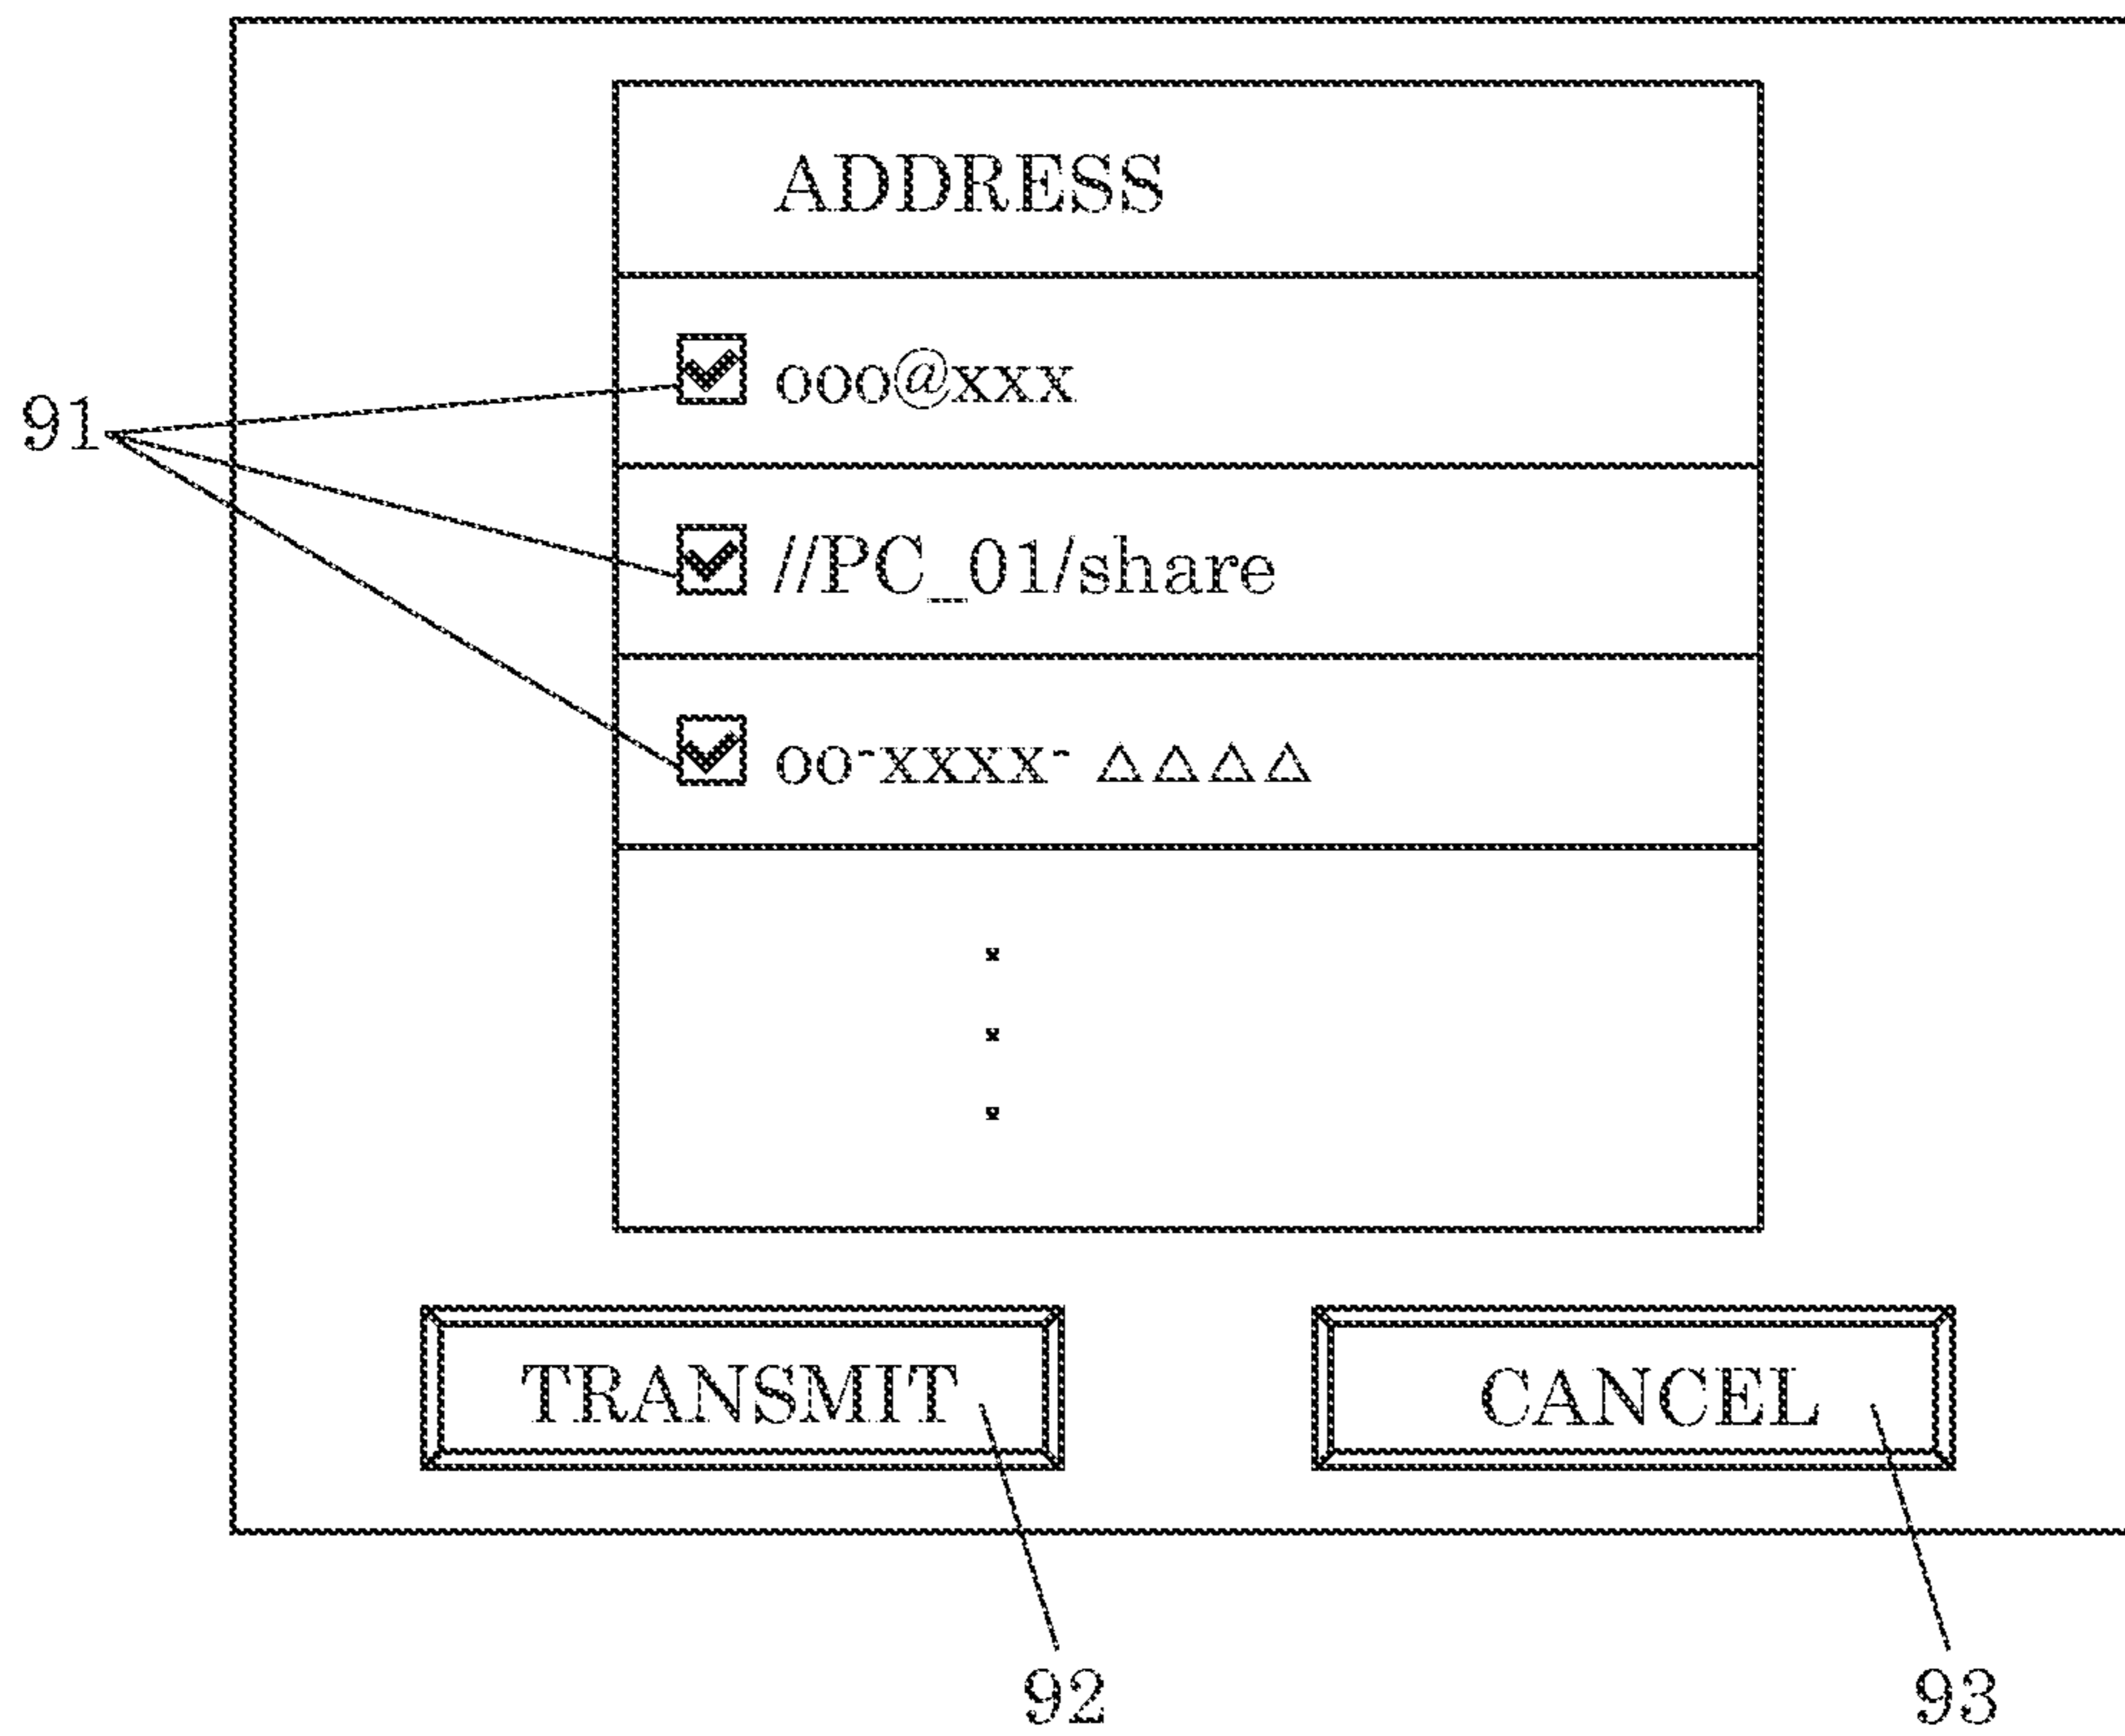 ADDRESS
ooo@xxx
91
//PC_01/share
oo-xxxx- △△△△
TRANSMIT
CANCEL
92
93